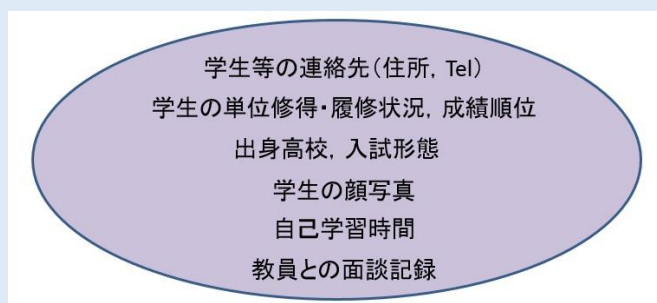 学生等の連絡先（住所，Tel）
学生の単位修得・履修状況，成績順位
出身高校，入試形態
学生の顔写真
自己学習時間
教員との面談記録